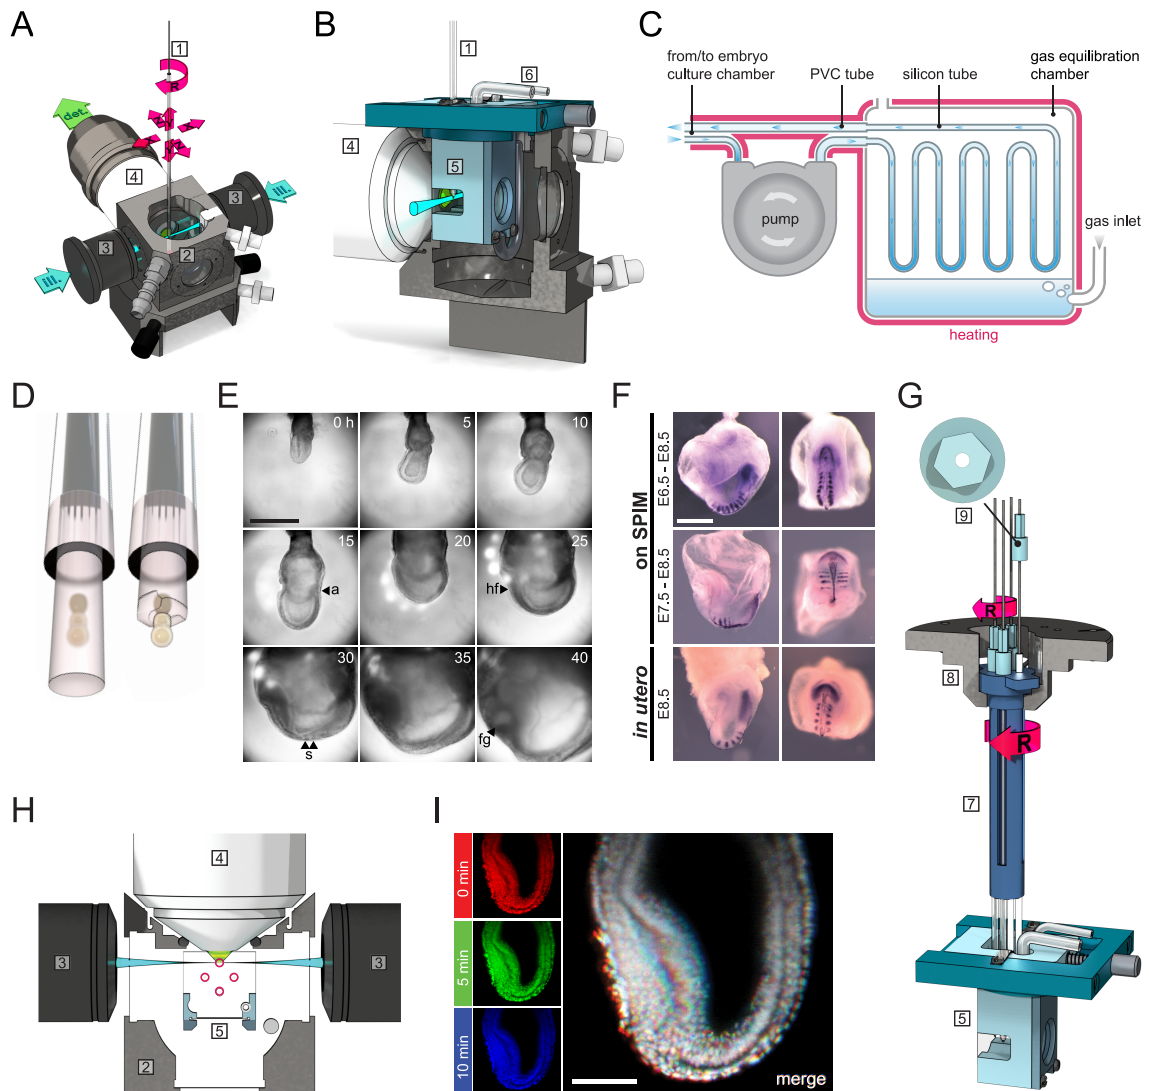 A
1
R
det.
4
ill.
3
3
2
ill.
B
1
6
4
5
C
from/to embryo
culture chamber
PVC tube
silicon tube
gas equilibration
chamber
pump
gas inlet
heating
D
E
0 h
5
10
15
20
25
a
hf
30
35
40
s
fg
F
on SPIM
E6.5 - E8.5
E7.5 - E8.5
in utero
E8.5
G
9
R
8
R
7
5
H
4
3
3
5
2
I
0 min
5 min
10 min
merge